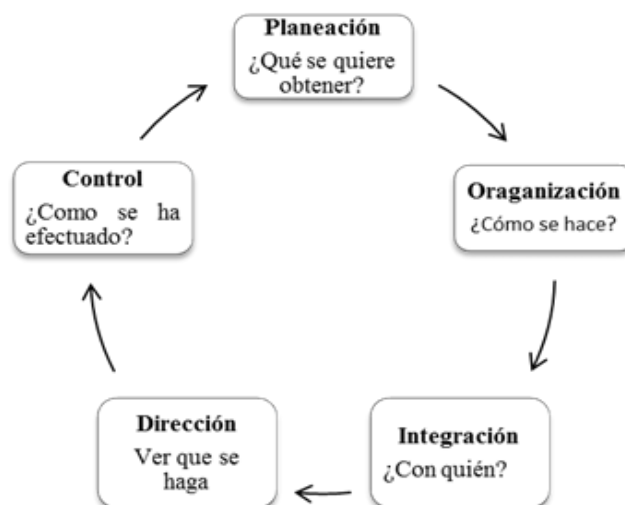 Planeación
¿Qué se quiere
obtener?
Oraganización
¿Cómo se hace?
Integración
¿Con quién?
Dirección
Ver que se
haga
Control
¿Como se ha
efectuado?